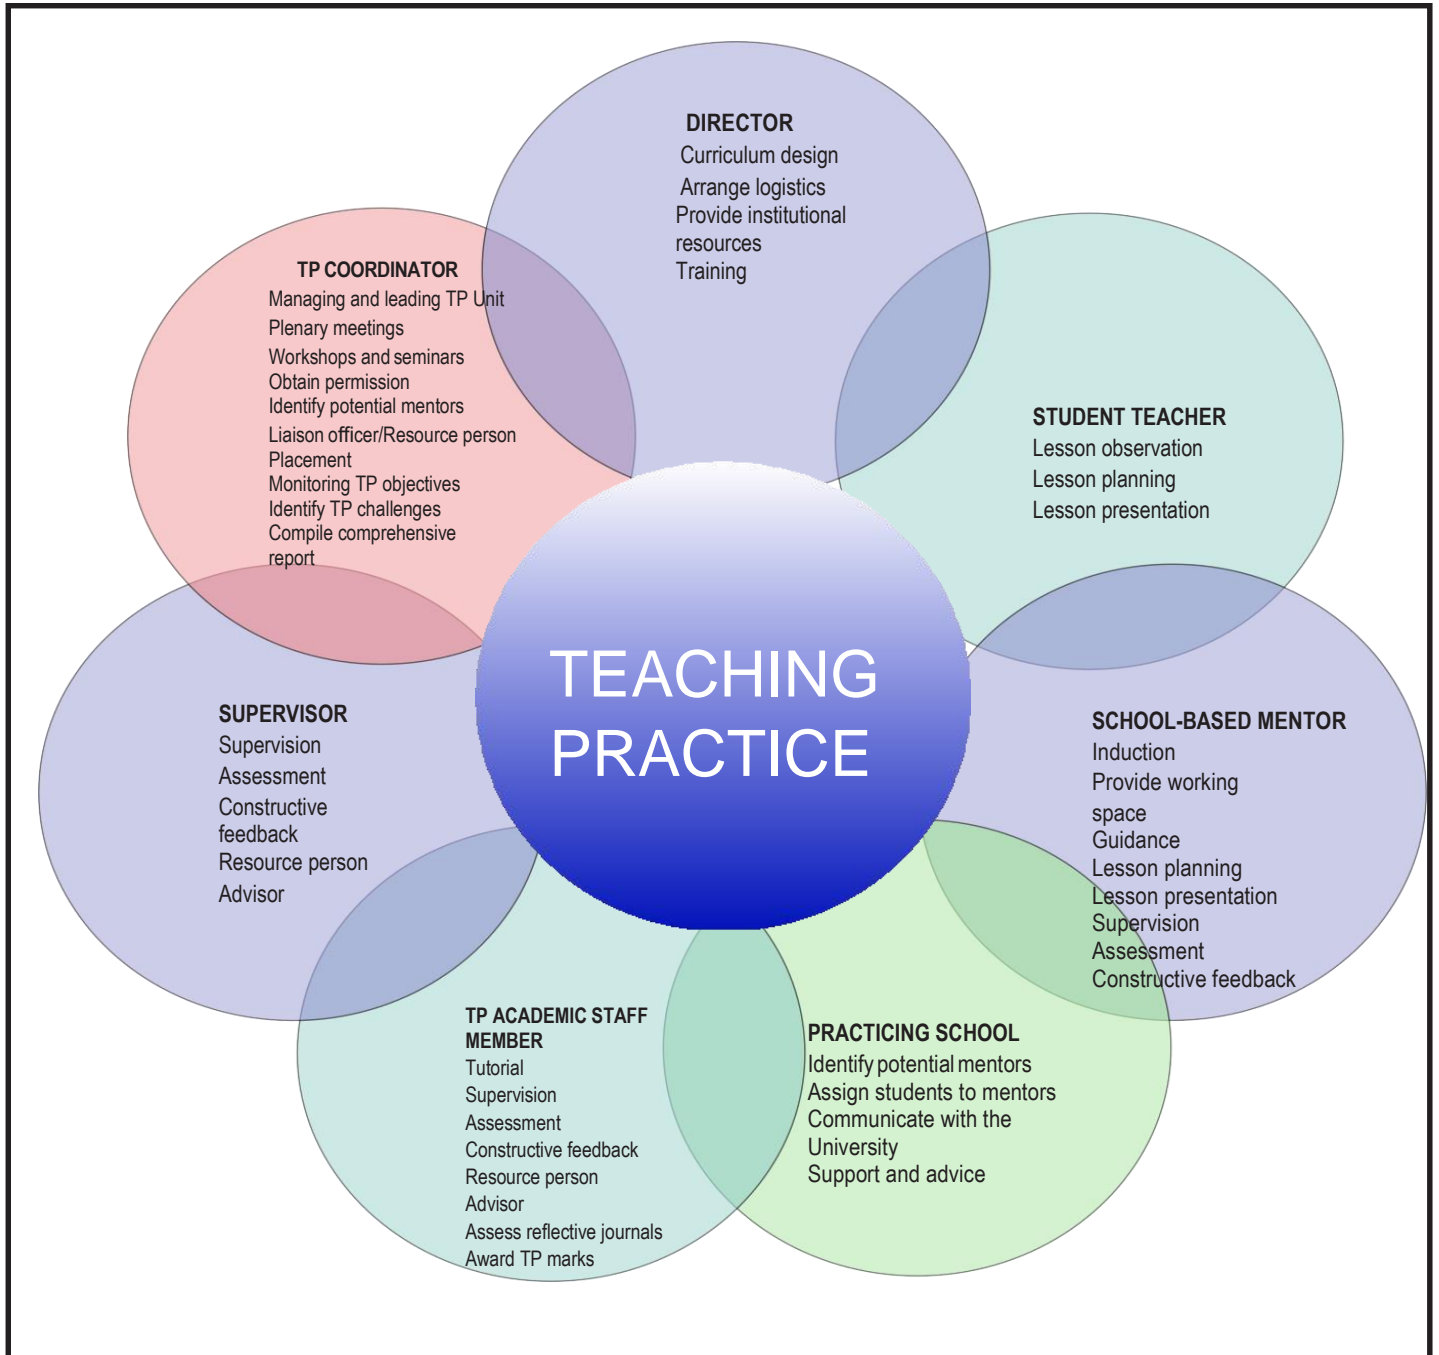 DIRECTOR
Curriculum design
Arrange logistics
Provide institutional
resources
Training
TP COORDINATOR
Managing and leading TP Unit
Plenary meetings
Workshops and seminars
Obtain permission
Identify potential mentors
Liaison officer/Resource person
Placement
Monitoring TP objectives
Identify TP challenges
Compile comprehensive
report
STUDENT TEACHER
Lesson observation
Lesson planning
Lesson presentation
TEACHING
PRACTICE
SUPERVISOR
Supervision
Assessment
Constructive
feedback
Resource person
Advisor
SCHOOL-BASED MENTOR
Induction
Provide working
space
Guidance
Lesson planning
Lesson presentation
Supervision
Assessment
Constructive feedback
TP ACADEMIC STAFF
MEMBER
Tutorial
Supervision
Assessment
Constructive feedback
Resource person
Advisor
Assess reflective journals
Award TP marks
PRACTICING SCHOOL
Identify potential mentors
Assign students to mentors
Communicate with the
University
Support and advice